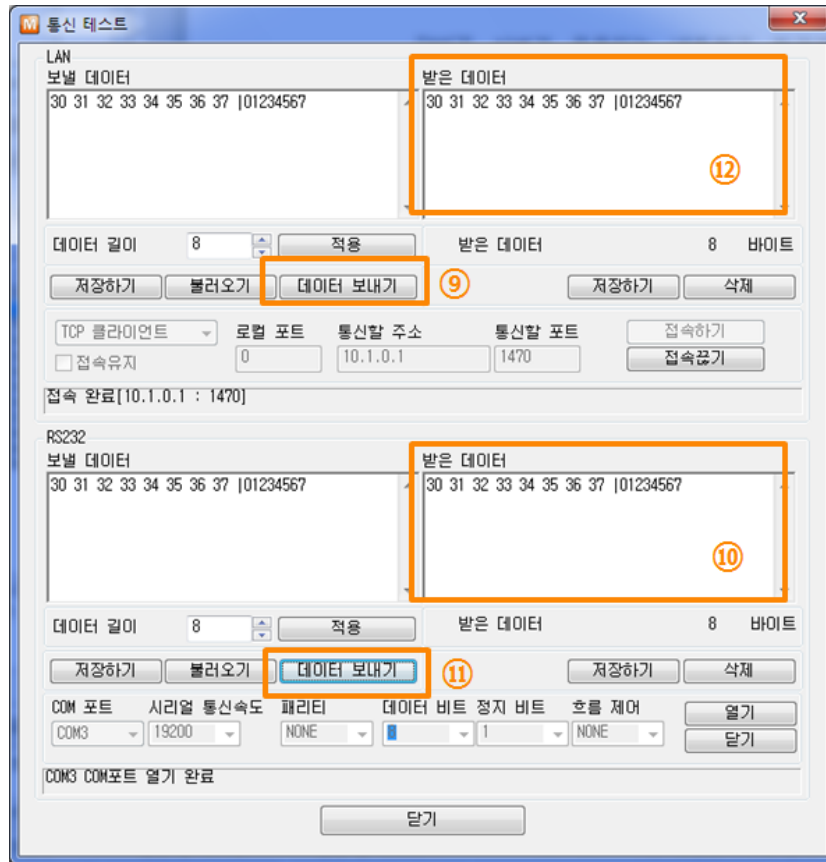 M 통신 테스트
LAN
보낼 데이터 받은 데이터
30 31 32 33 34 35 36 37 |01234567 30 31 32 33 34 35 36 37 |01234567
⑫
데이터 길이 8 적용 받은 데이터 8 바이트
저장하기 불러오기 데이터 보내기 ⑨ 저장하기 삭제
TCP 클라이언트 로컬 포트 통신할 주소 통신할 포트 접속하기
접속유지 0 10.1.0.1 1470 접속끊기
접속 완료[10.1.0.1 : 1470]
RS232
보낼 데이터 받은 데이터
30 31 32 33 34 35 36 37 |01234567 30 31 32 33 34 35 36 37 |01234567
⑩
데이터 길이 8 적용 받은 데이터 8 바이트
저장하기 불러오기 데이터 보내기 ⑪ 저장하기 삭제
COM 포트 시리얼 통신속도 패리티 데이터 비트 정지 비트 흐름 제어 열기
COM3 19200 NONE 8 1 NONE 닫기
COM3 COM포트 열기 완료
닫기